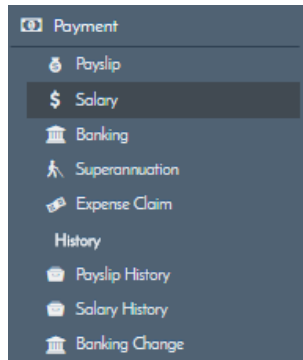 Payment
Payslip
Salary
Banking
Superannuation
Expense Claim
History
Payslip History
Salary History
Banking Change